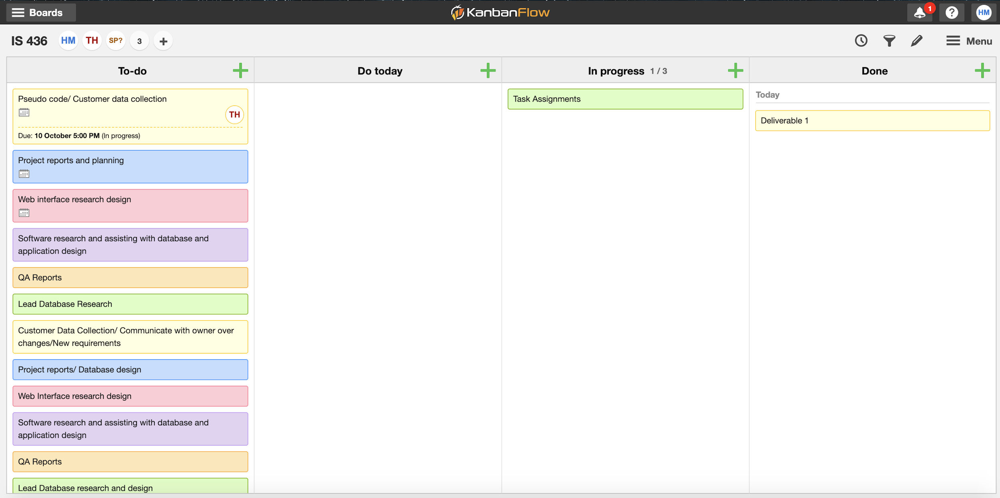 Boards
KanbanFlow
1
?
HM
IS 436
HM
TH
SP?
3
+
Menu
To-do
Do today
In progress 1 / 3
Done
Pseudo code/ Customer data collection
TH
Due: 10 October 5:00 PM (In progress)
Project reports and planning
Web interface research design
Software research and assisting with database and
application design
QA Reports
Lead Database Research
Customer Data Collection/ Communicate with owner over
changes/New requirements
Project reports/ Database design
Web Interface research design
Software research and assisting with database and
application design
QA Reports
Lead Database research and design
Task Assignments
Today
Deliverable 1